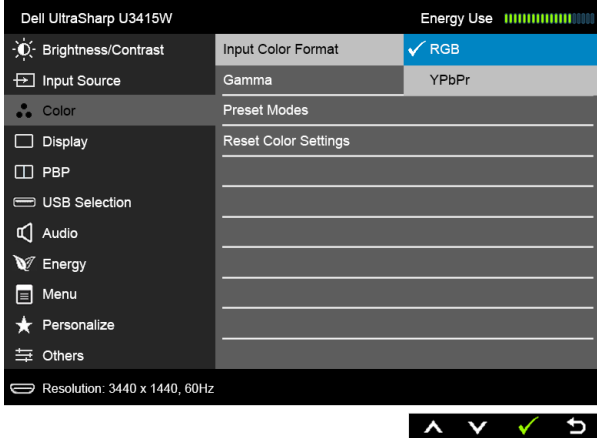 Dell UltraSharp U3415W Energy Use
Brightness/Contrast Input Color Format RGB
Input Source Gamma YPbPr
Color Preset Modes
Display Reset Color Settings
PBP
USB Selection
Audio
Energy
Menu
Personalize
Others
Resolution: 3440 x 1440, 60Hz